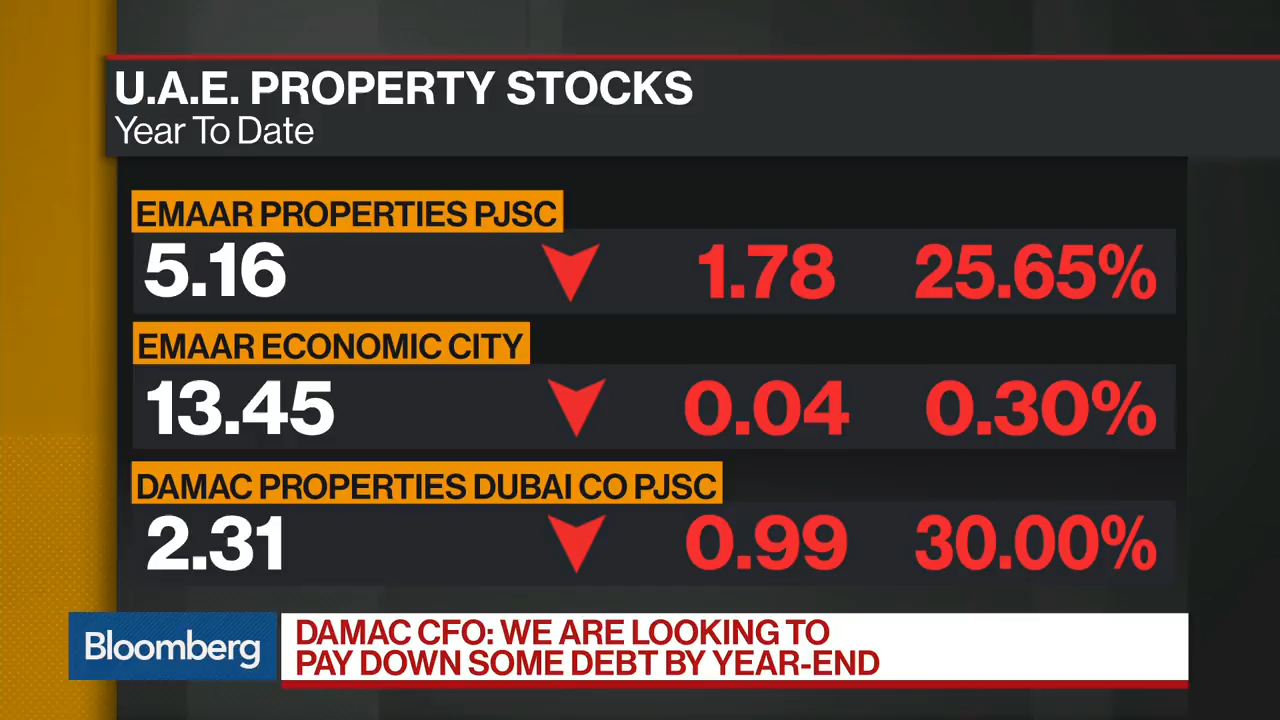 U.A.E. PROPERTY STOCKS
Year To Date
EMAAR PROPERTIES PJSC
5.16 1.78 25.65%
EMAAR ECONOMIC CITY
13.45 0.04 0.30%
DAMAC PROPERTIES DUBAI CO PJSC
2.31 0.99 30.00%
Bloomberg
DAMAC CFO: WE ARE LOOKING TO
PAY DOWN SOME DEBT BY YEAR-END